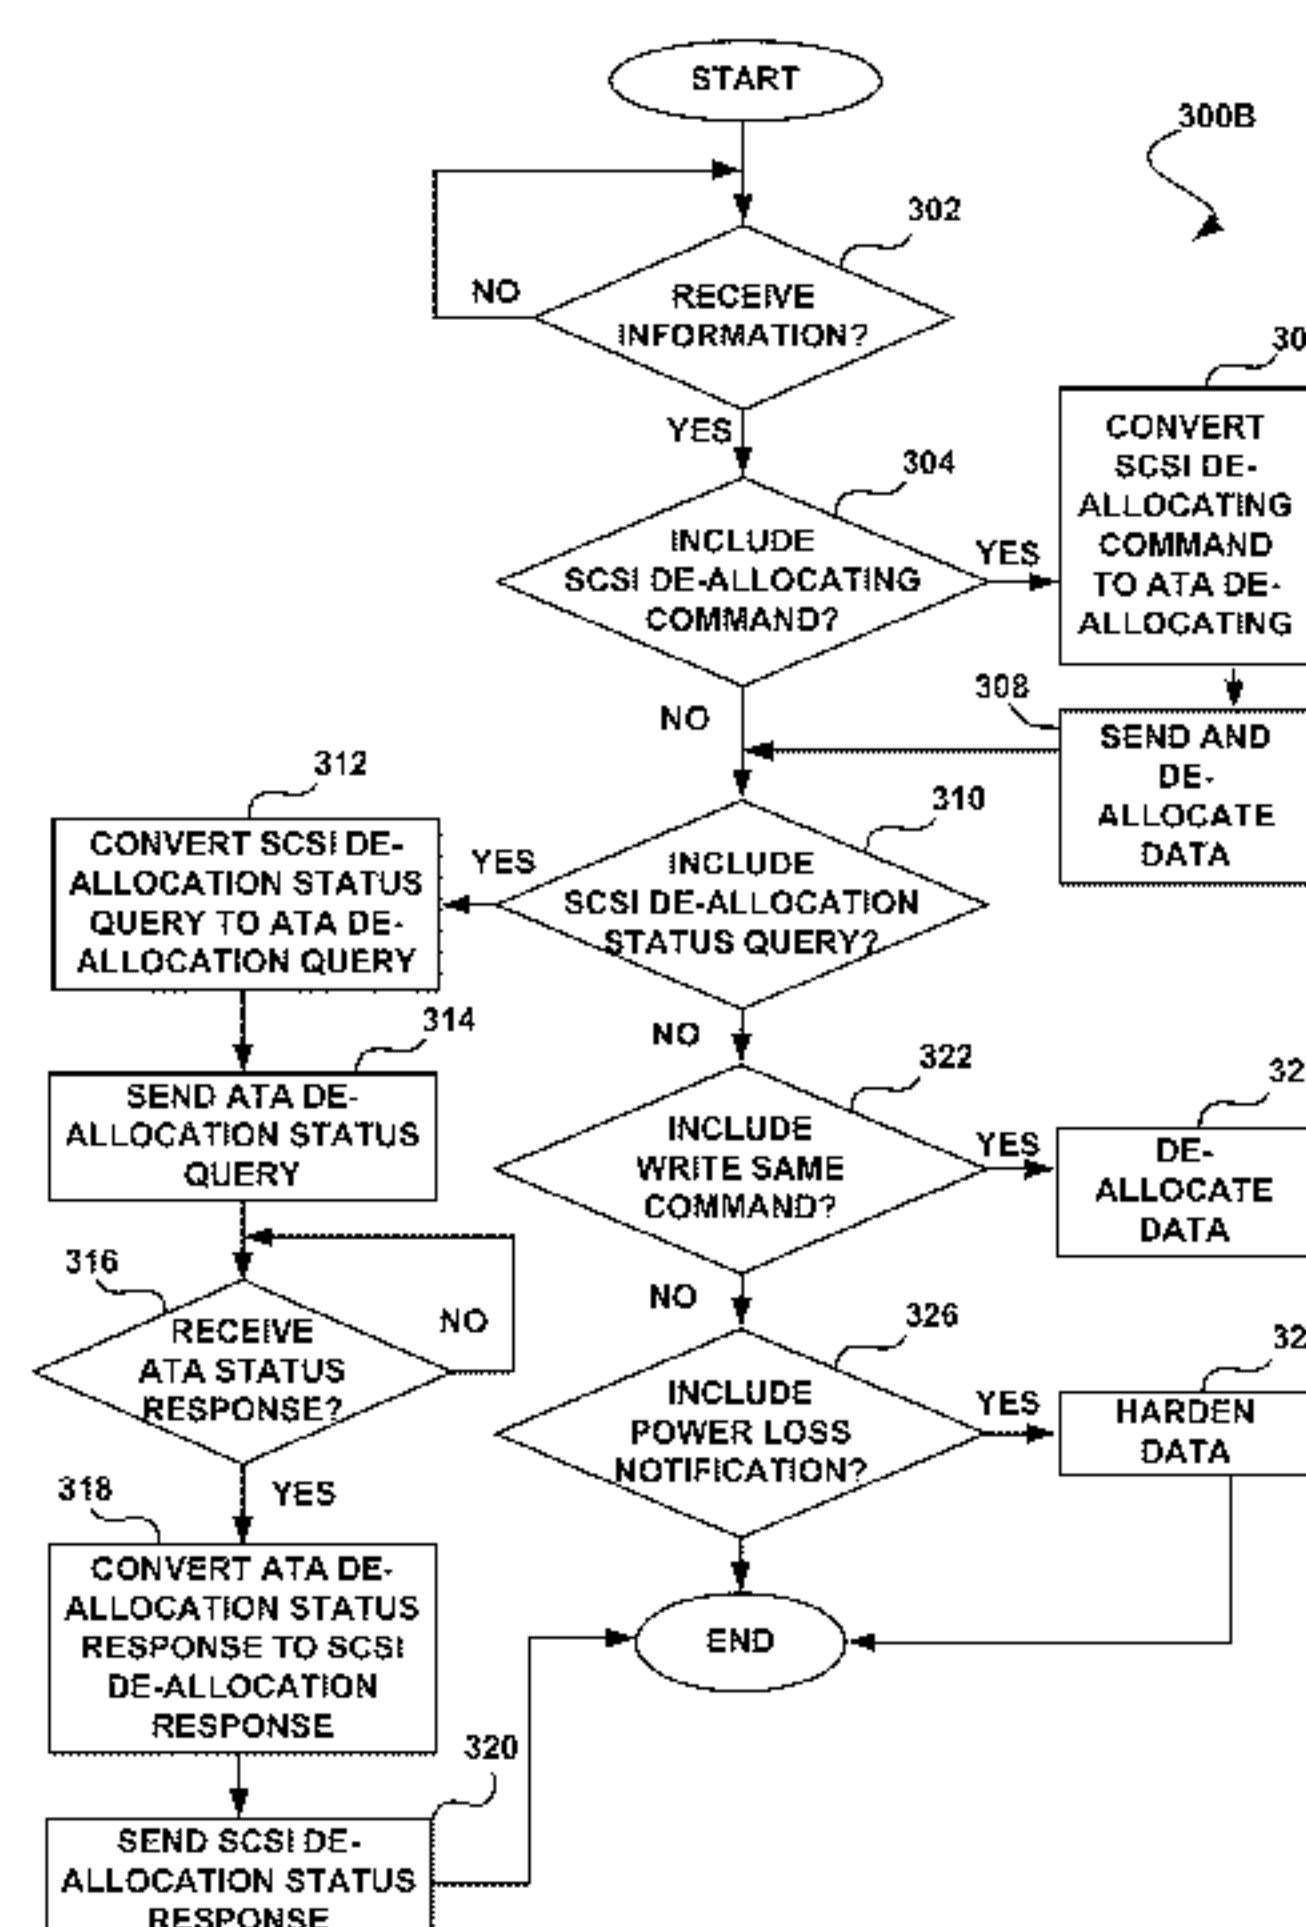 START
300B
302
NO
RECEIVE
INFORMATION?
30
YES
CONVERT
SCSI DE-
ALLOCATING
COMMAND
TO ATA DE-
ALLOCATING
304
INCLUDE
SCSI DE-ALLOCATING
COMMAND?
YES
308
NO
SEND AND
DE-
ALLOCATE
DATA
312
310
CONVERT SCSI DE-
ALLOCATION STATUS
QUERY TO ATA DE-
ALLOCATION QUERY
YES
INCLUDE
SCSI DE-ALLOCATION
STATUS QUERY?
314
NO
322
32
SEND ATA DE-
ALLOCATION STATUS
QUERY
INCLUDE
WRITE SAME
COMMAND?
YES
DE-
ALLOCATE
DATA
316
NO
RECEIVE
ATA STATUS
RESPONSE?
NO
326
32
INCLUDE
POWER LOSS
NOTIFICATION?
YES
HARDEN
DATA
318
YES
CONVERT ATA DE-
ALLOCATION STATUS
RESPONSE TO SCSI
DE-ALLOCATION
RESPONSE
END
320
SEND SCSI DE-
ALLOCATION STATUS
RESPONSE